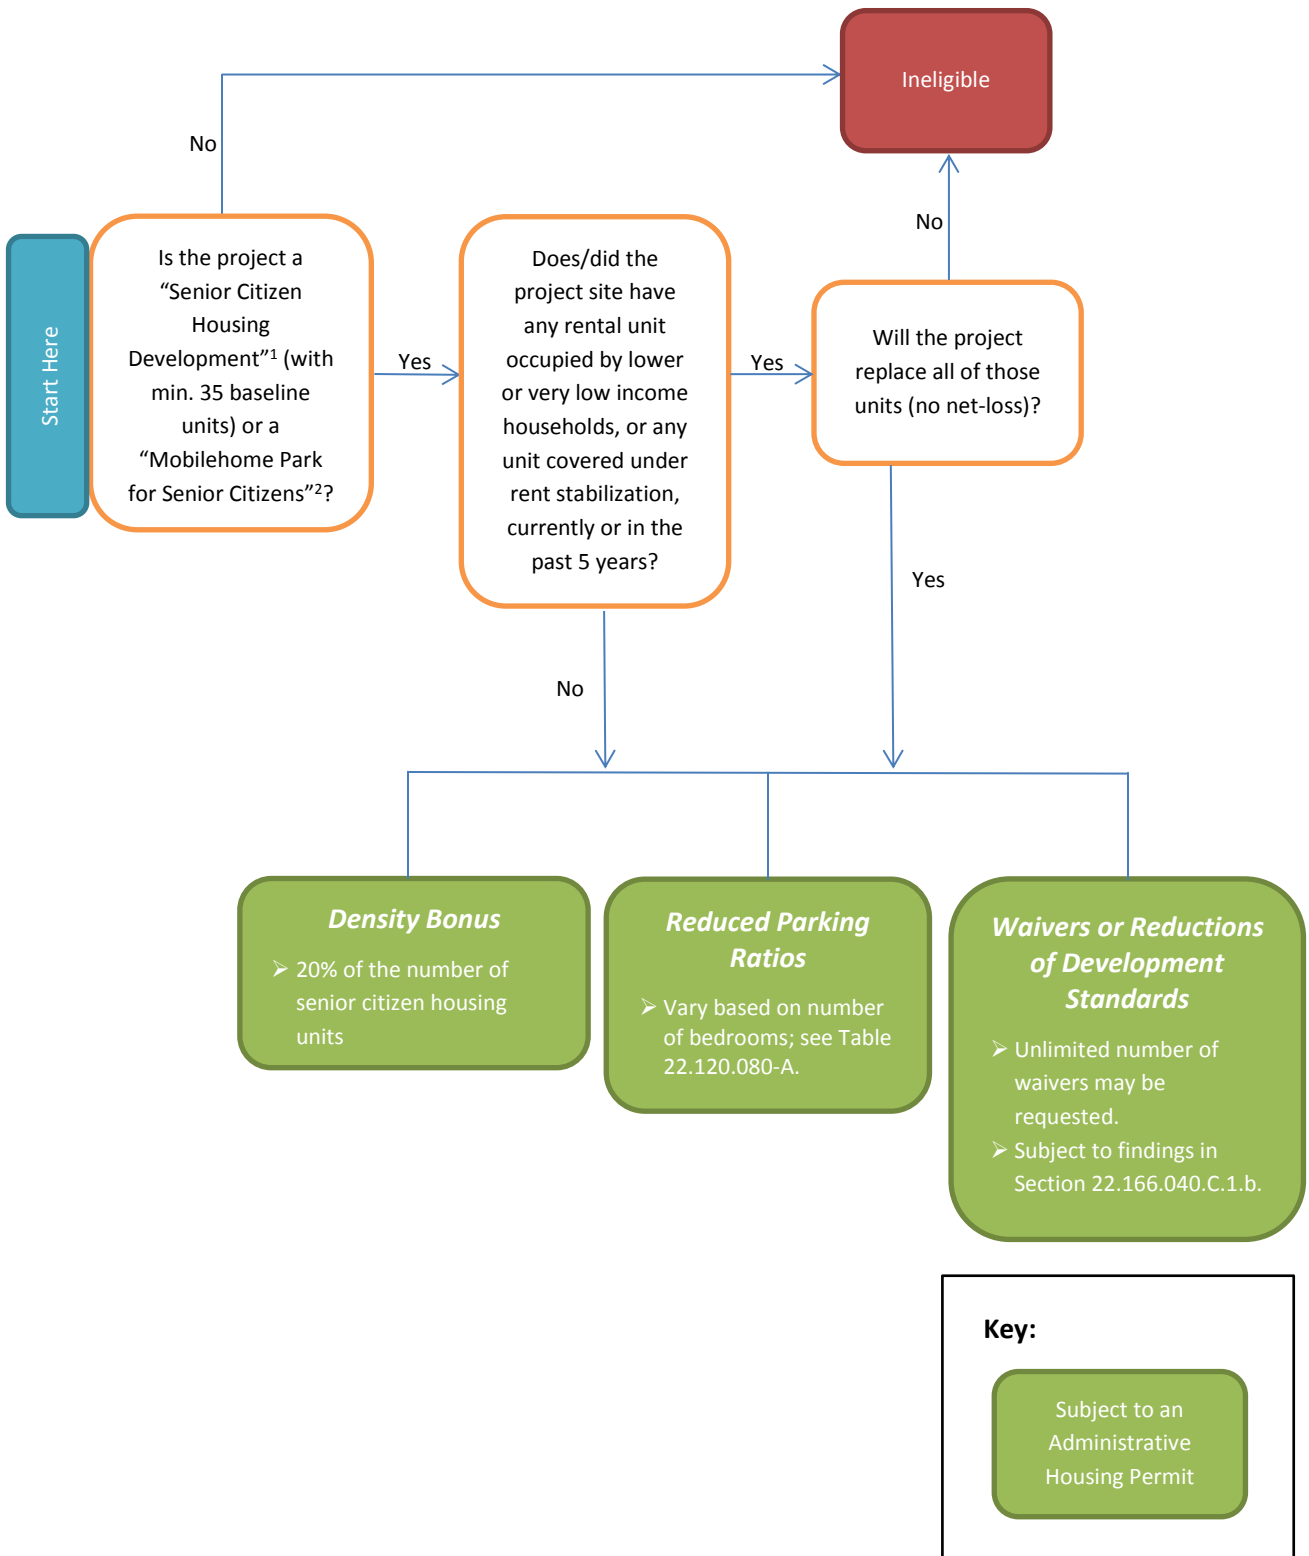 Ineligible
No
No
Start Here
Is the project a
“Senior Citizen
Housing
Development”¹ (with
min. 35 baseline
units) or a
“Mobilehome Park
for Senior Citizens”²?
Yes
Does/did the
project site have
any rental unit
occupied by lower
or very low income
households, or any
unit covered under
rent stabilization,
currently or in the
past 5 years?
Yes
Will the project
replace all of those
units (no net-loss)?
Yes
No
Density Bonus
➢ 20% of the number of
senior citizen housing
units
Reduced Parking
Ratios
➢ Vary based on number
of bedrooms; see Table
22.120.080-A.
Waivers or Reductions
of Development
Standards
➢ Unlimited number of
waivers may be
requested.
➢ Subject to findings in
Section 22.166.040.C.1.b.
Key:
Subject to an
Administrative
Housing Permit